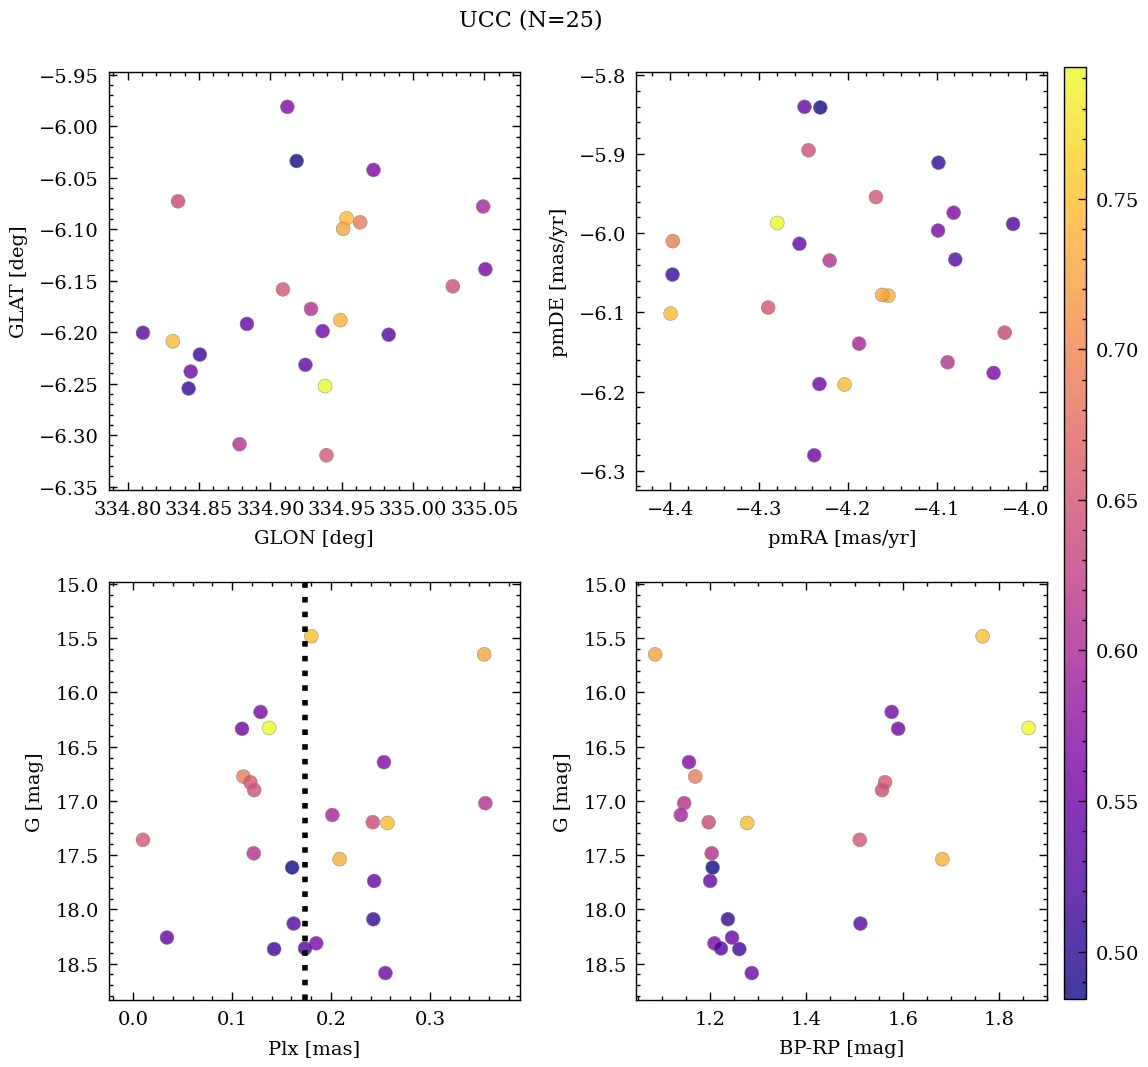 UCC (N=25)
−5.95
−6.00
−6.05
−6.10
−6.15
−6.20
−6.25
−6.30
−6.35
GLAT [deg]
334.80 334.85 334.90 334.95 335.00 335.05
GLON [deg]
−5.8
−5.9
−6.0
−6.1
−6.2
−6.3
pmDE [mas/yr]
−4.4 −4.3 −4.2 −4.1 −4.0
pmRA [mas/yr]
15.0
15.5
16.0
16.5
17.0
17.5
18.0
18.5
G [mag]
0.0 0.1 0.2 0.3
Plx [mas]
15.0
15.5
16.0
16.5
17.0
17.5
18.0
18.5
G [mag]
1.2 1.4 1.6 1.8
BP-RP [mag]
0.75
0.70
0.65
0.60
0.55
0.50